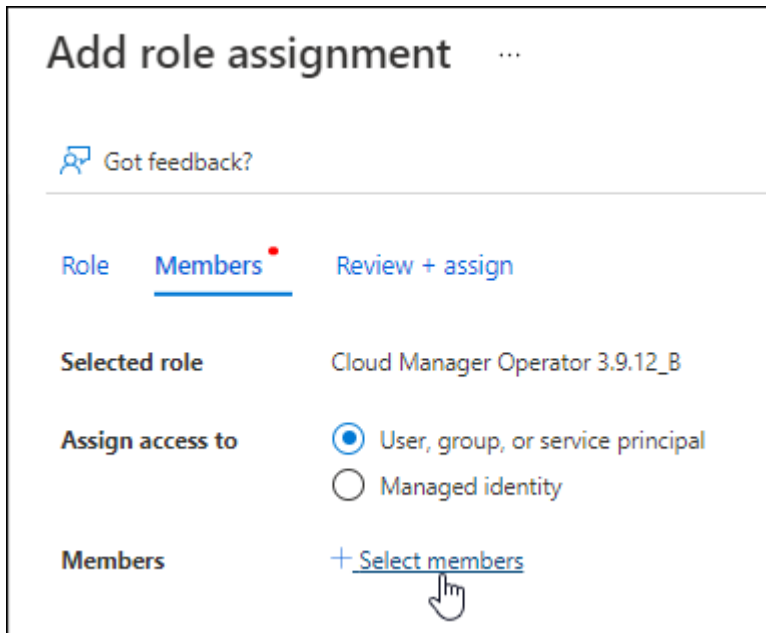 Add role assignment ...
Got feedback?
Role Members Review + assign
Selected role Cloud Manager Operator 3.9.12_B
Assign access to User, group, or service principal
Managed identity
Members + Select members